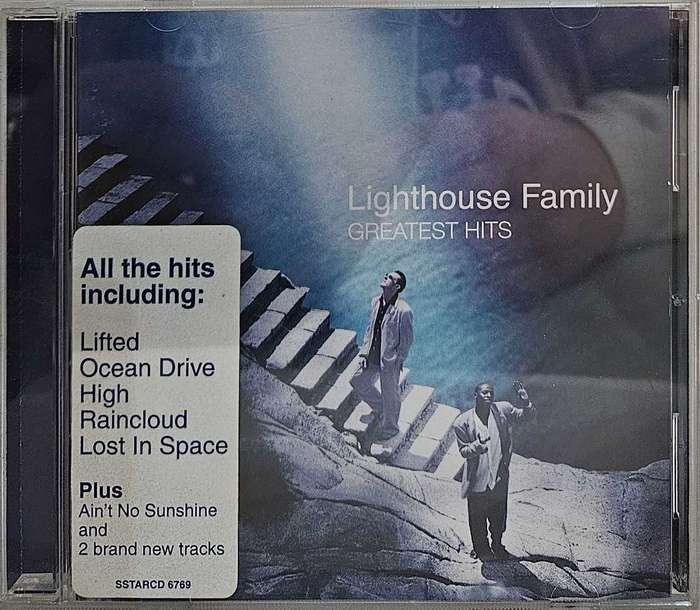 Lighthouse Family
GREATEST HITS
All the hits
including:
Lifted
Ocean Drive
High
Raincloud
Lost In Space
Plus
Ain't No Sunshine
and
2 brand new tracks
SSTARCD 6769